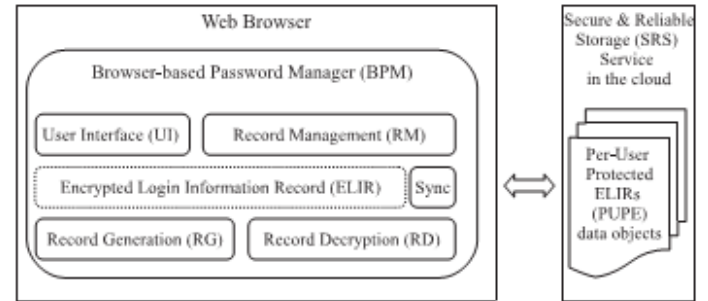 Web Browser
Browser-based Password Manager (BPM)
User Interface (UI)
Record Management (RM)
Encrypted Login Information Record (ELIR)
Sync
Record Generation (RG)
Record Decryption (RD)
Secure & Reliable
Storage (SRS)
Service
in the cloud
Per-User
Protected
ELIRs
(PUPE)
data objects